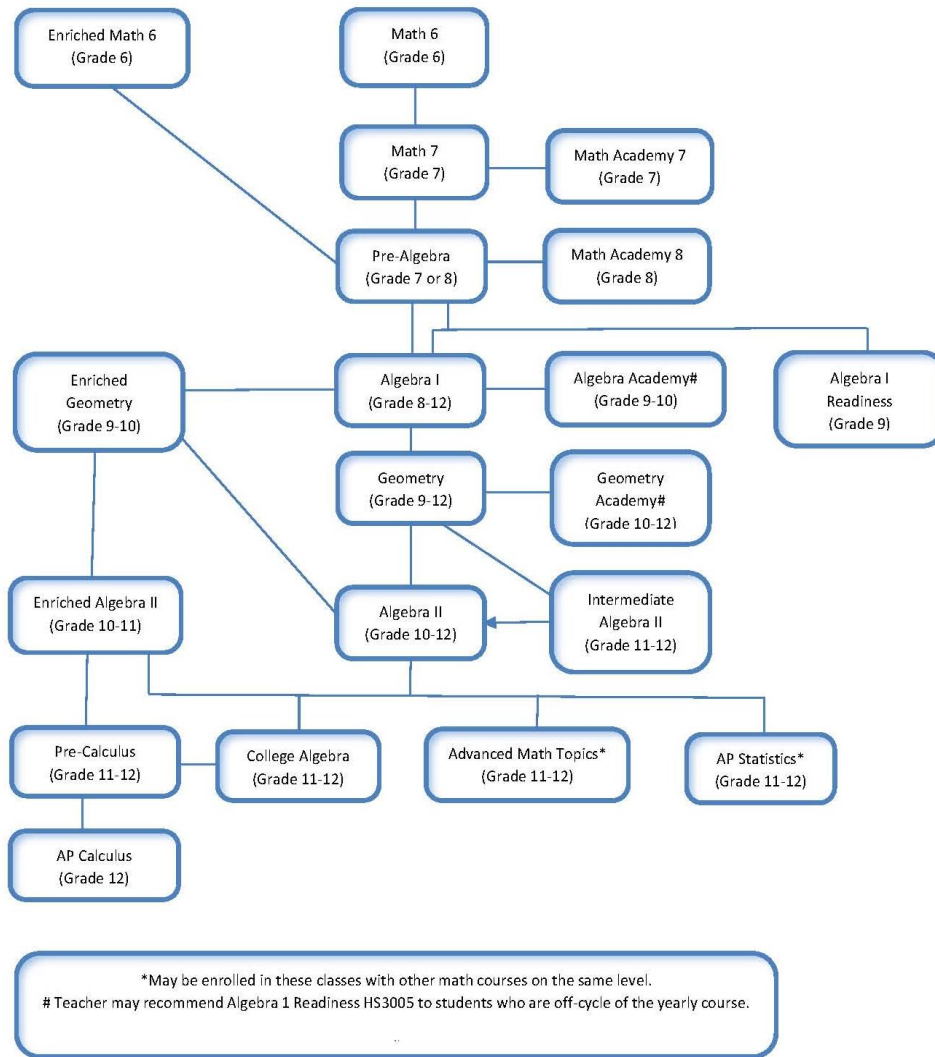 Enriched Math 6
(Grade 6)
Math 6
(Grade 6)
Math 7
(Grade 7)
Math Academy 7
(Grade 7)
Pre-Algebra
(Grade 7 or 8)
Math Academy 8
(Grade 8)
Enriched
Geometry
(Grade 9-10)
Algebra I
(Grade 8-12)
Algebra Academy#
(Grade 9-10)
Algebra I
Readiness
(Grade 9)
Geometry
(Grade 9-12)
Geometry
Academy#
(Grade 10-12)
Enriched Algebra II
(Grade 10-11)
Algebra II
(Grade 10-12)
Intermediate
Algebra II
(Grade 11-12)
Pre-Calculus
(Grade 11-12)
College Algebra
(Grade 11-12)
Advanced Math Topics*
(Grade 11-12)
AP Statistics*
(Grade 11-12)
AP Calculus
(Grade 12)
*May be enrolled in these classes with other math courses on the same level.
# Teacher may recommend Algebra 1 Readiness HS3005 to students who are off-cycle of the yearly course.
..